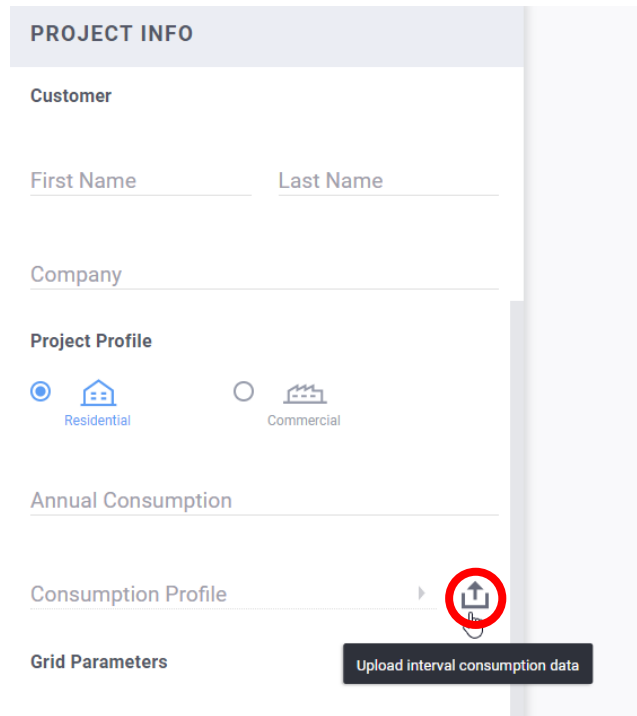 PROJECT INFO
Customer
First Name Last Name
Company
Project Profile
Residential Commercial
Annual Consumption
Consumption Profile
Grid Parameters
Upload interval consumption data